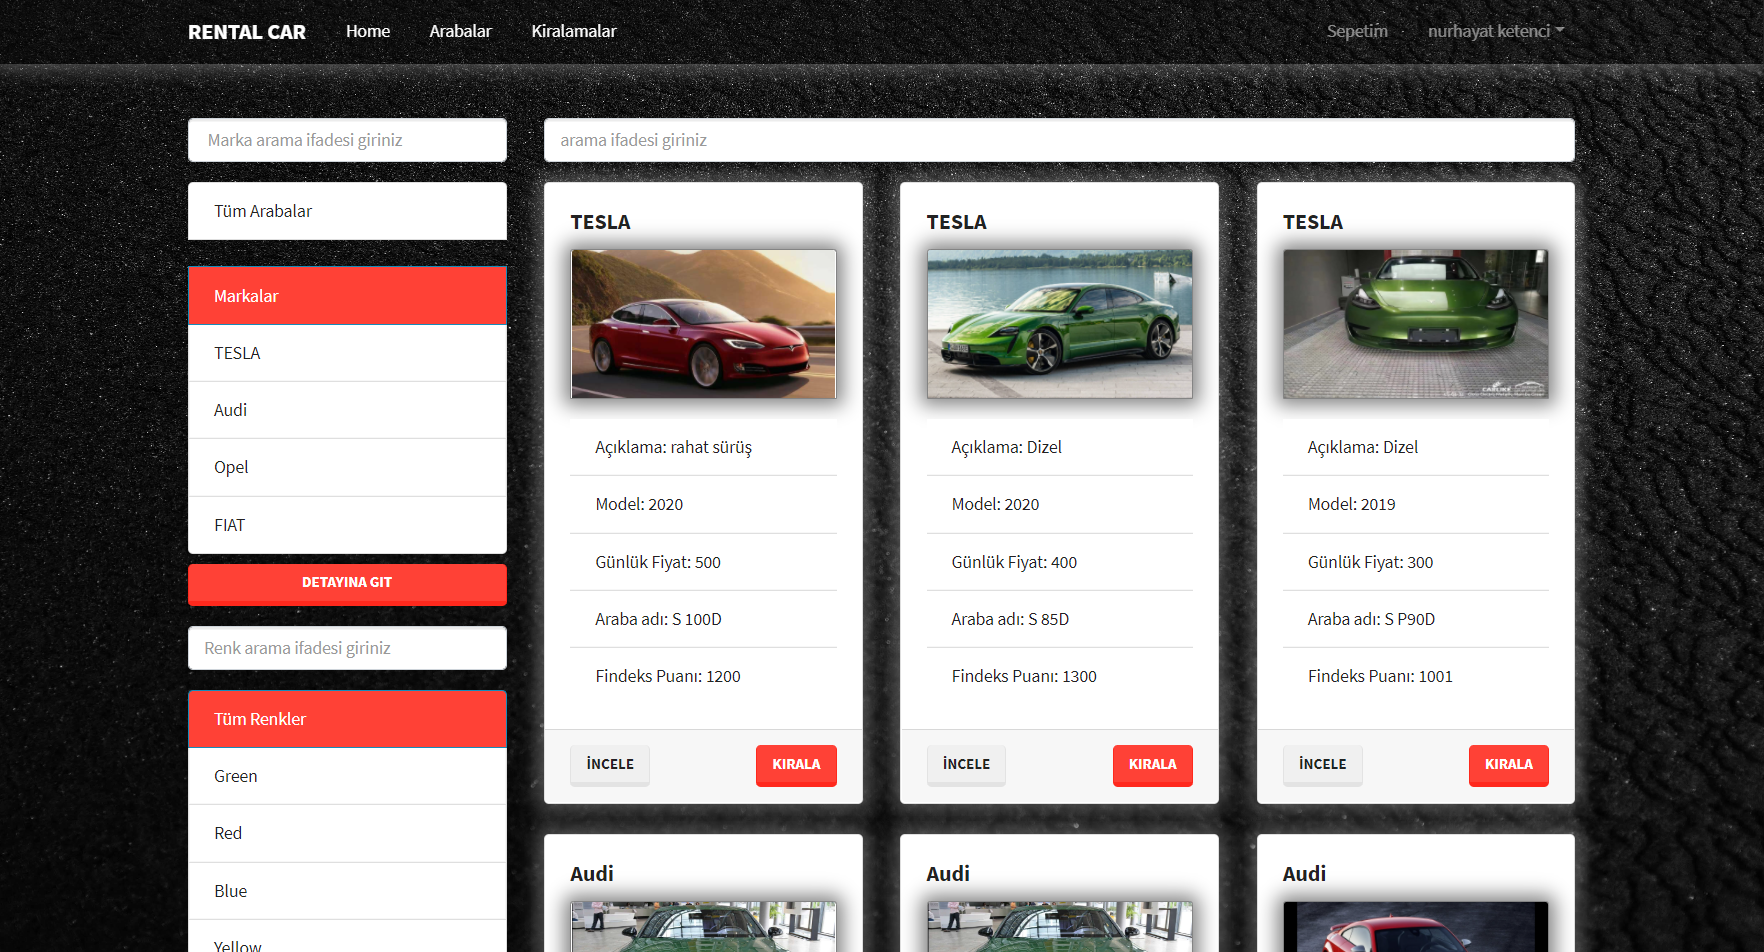 RENTAL CAR Home Arabalar Kiralamalar Sepetim · nurhayat ketenci
Marka arama ifadesi giriniz
arama ifadesi giriniz
Tüm Arabalar
Markalar
TESLA
Audi
Opel
FIAT
DETAYINA GIT
Renk arama ifadesi giriniz
Tüm Renkler
Green
Red
Blue
Yellow
TESLA
Açıklama: rahat sürüş
Model: 2020
Günlük Fiyat: 500
Araba adı: S 100D
Findeks Puanı: 1200
İNCELE KIRALA
TESLA
Açıklama: Dizel
Model: 2020
Günlük Fiyat: 400
Araba adı: S 85D
Findeks Puanı: 1300
İNCELE KIRALA
TESLA
Açıklama: Dizel
Model: 2019
Günlük Fiyat: 300
Araba adı: S P90D
Findeks Puanı: 1001
İNCELE KIRALA
Audi
Audi
Audi